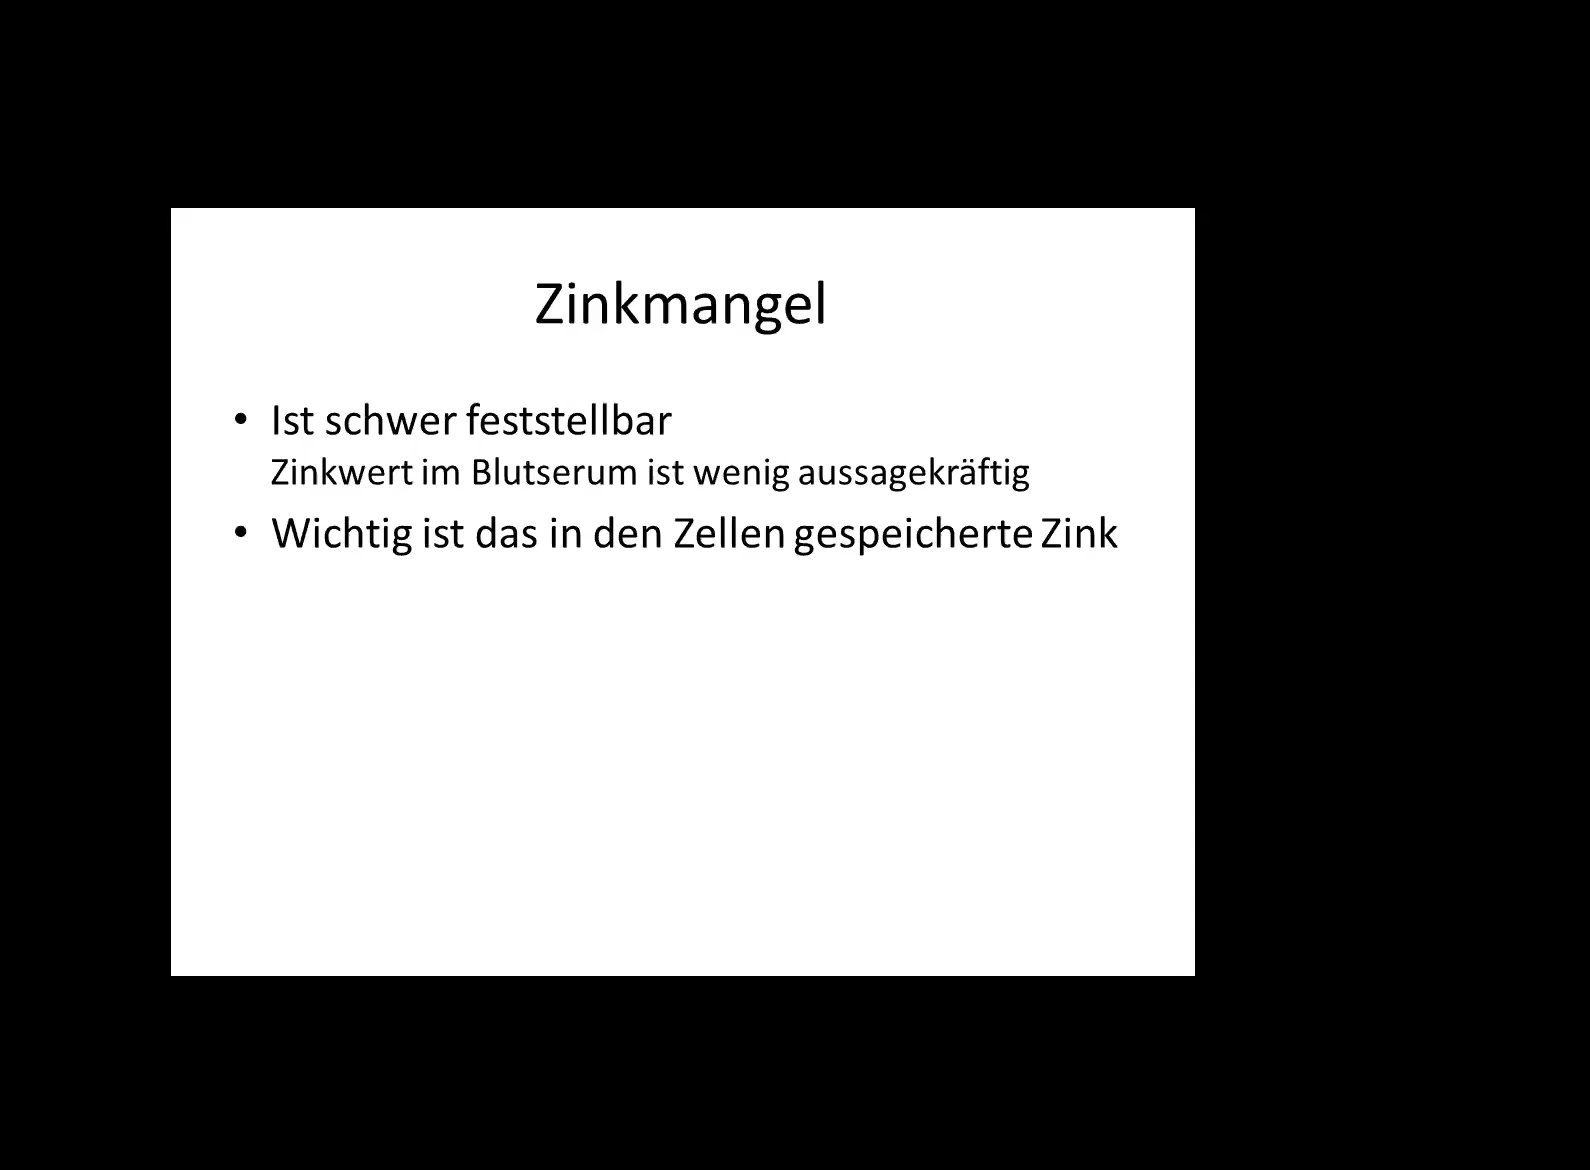 Zinkmangel
• Ist schwer feststellbar
Zinkwert im Blutserum ist wenig aussagekräftig
• Wichtig ist das in den Zellen gespeicherte Zink